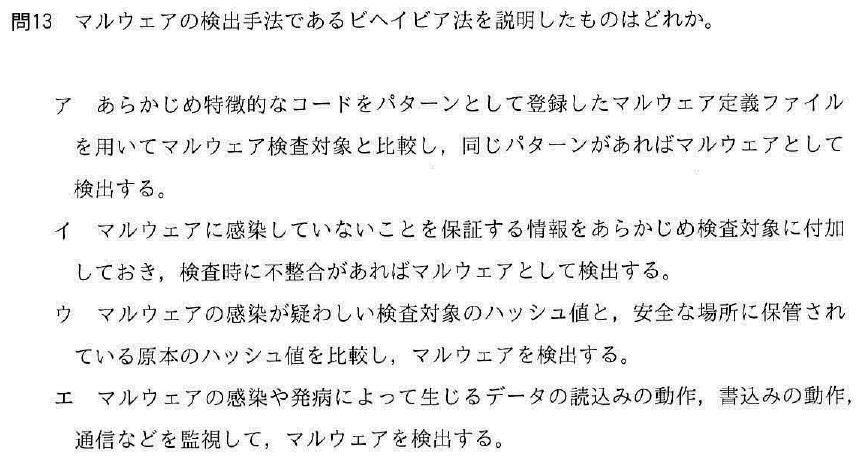 問13 マルウェアの検出手法であるビヘイビア法を説明したものはどれか。
ア あらかじめ特徴的なコードをパターンとして登録したマルウェア定義ファイル
を用いてマルウェア検査対象と比較し，同じパターンがあればマルウェアとして
検出する。
イ マルウェアに感染していないことを保証する情報をあらかじめ検査対象に付加
しておき，検査時に不整合があればマルウェアとして検出する。
ウ マルウェアの感染が疑わしい検査対象のハッシュ値と，安全な場所に保管され
ている原本のハッシュ値を比較し，マルウェアを検出する。
エ マルウェアの感染や発病によって生じるデータの読込みの動作，書込みの動作，
通信などを監視して，マルウェアを検出する。